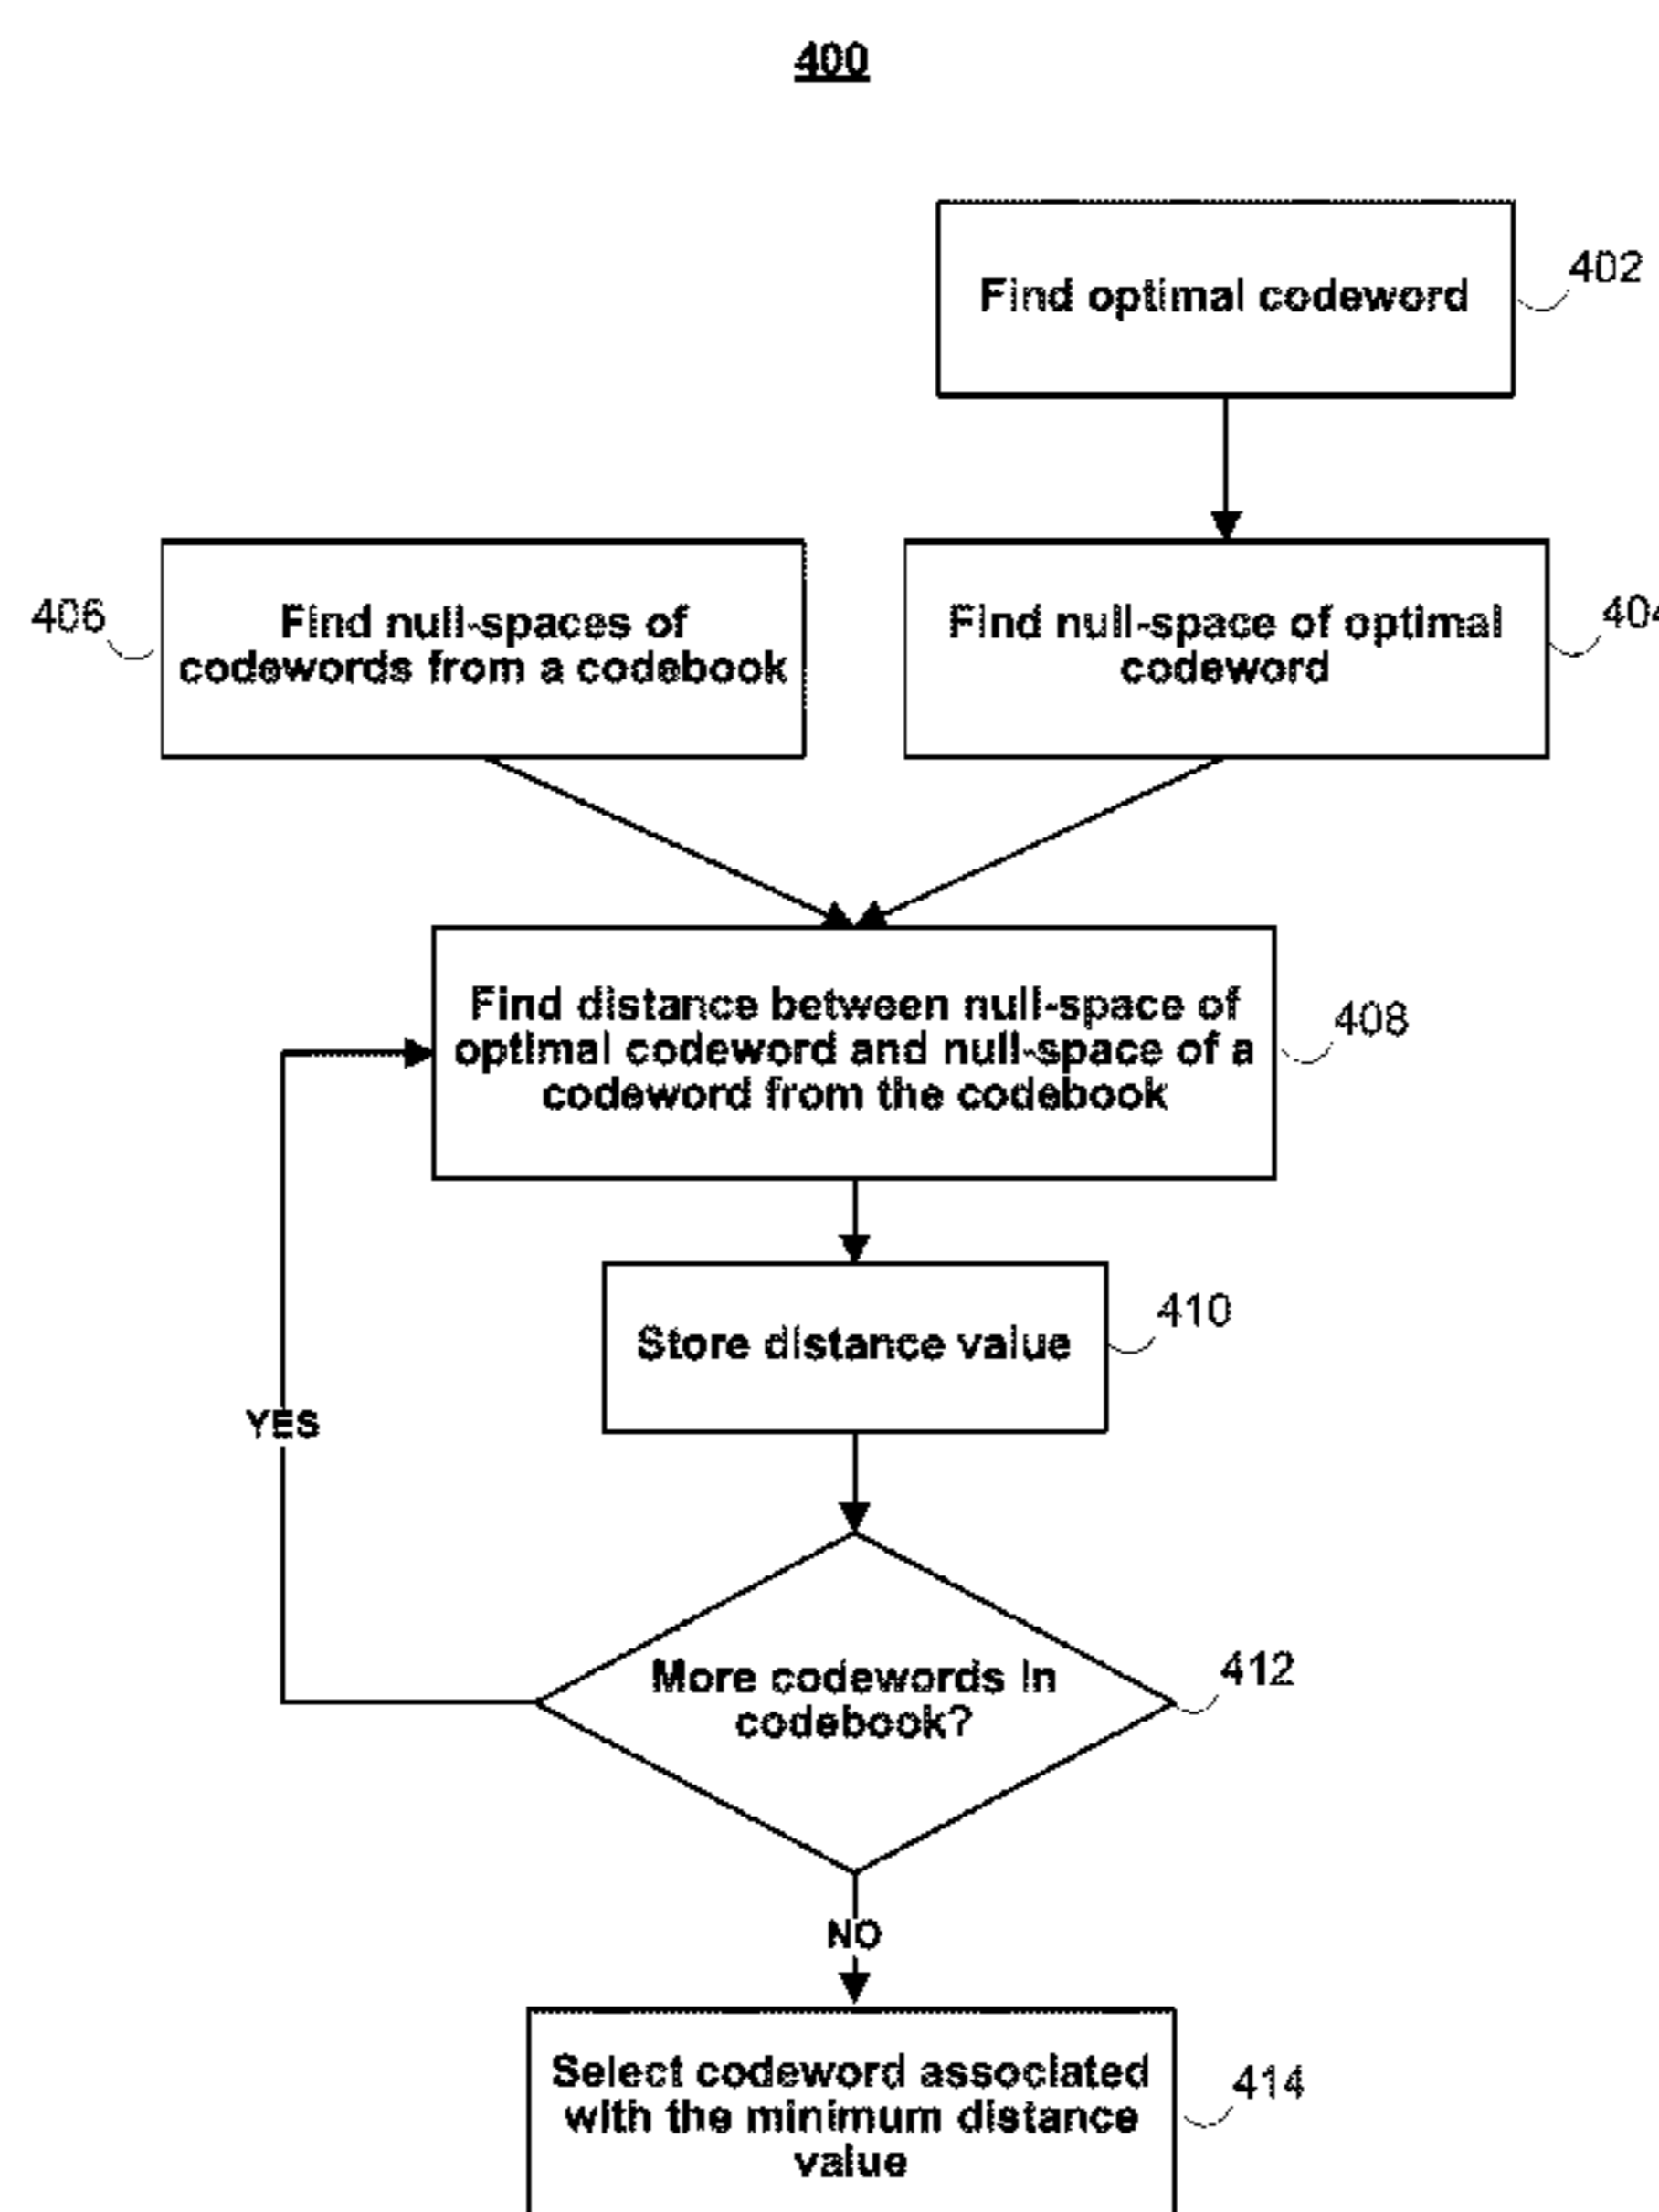 400
Find optimal codeword
402
406
Find null-spaces of
codewords from a codebook
Find null-space of optimal
codeword
404
Find distance between null-space of
optimal codeword and null-space of a
codeword from the codebook
408
Store distance value
410
YES
More codewords in
codebook?
412
NO
Select codeword associated
with the minimum distance
value
414